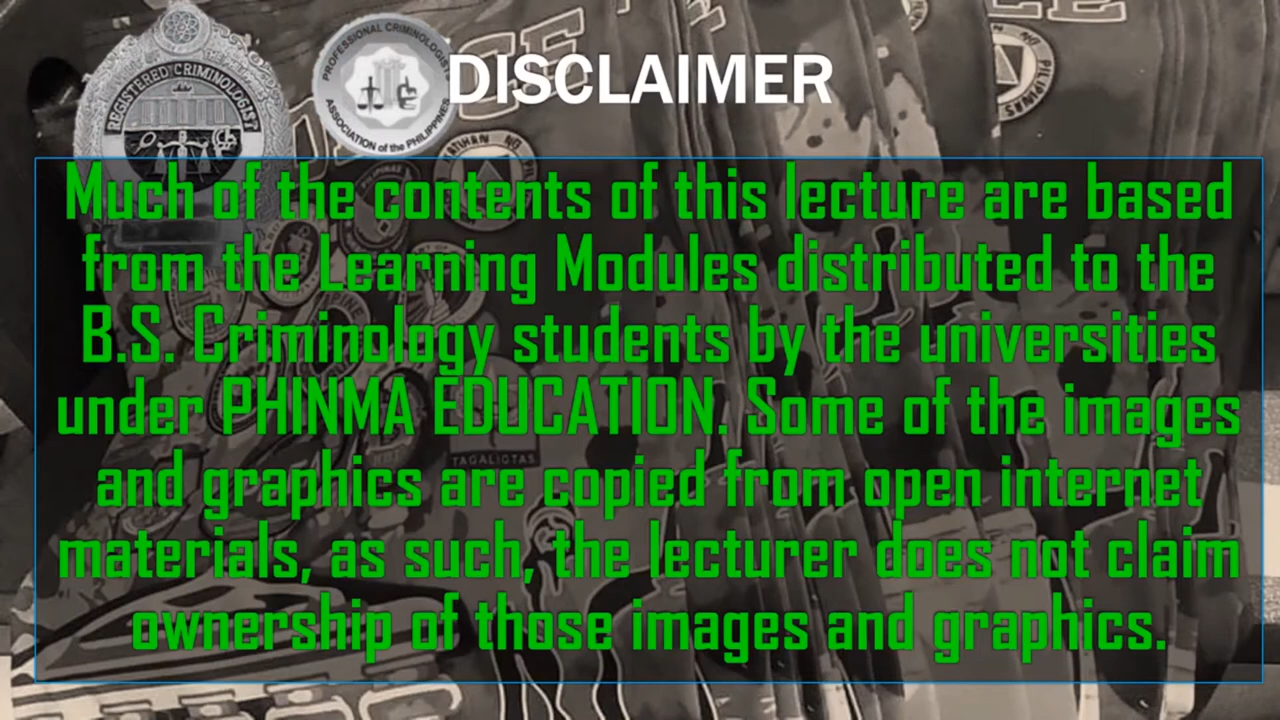 REGISTERED CRIMINOLOGIST
PROFESSIONAL CRIMINOLOGIST
ASSOCIATION of the PHILIPPINES
DISCLAIMER
Much of the contents of this lecture are based
from the Learning Modules distributed to the
B.S. Criminology students by the universities
under PHINMA EDUCATION. Some of the images
and graphics are copied from open internet
materials, as such, the lecturer does not claim
ownership of those images and graphics.
TAGALIGTAS
PILIPINAS